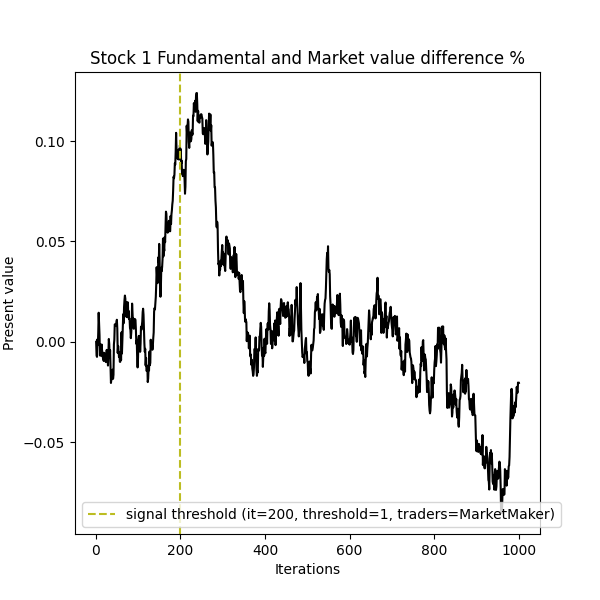 Stock 1 Fundamental and Market value difference %
0.10
0.05
0.00
−0.05
Present value
signal threshold (it=200, threshold=1, traders=MarketMaker)
0 200 400 600 800 1000
Iterations